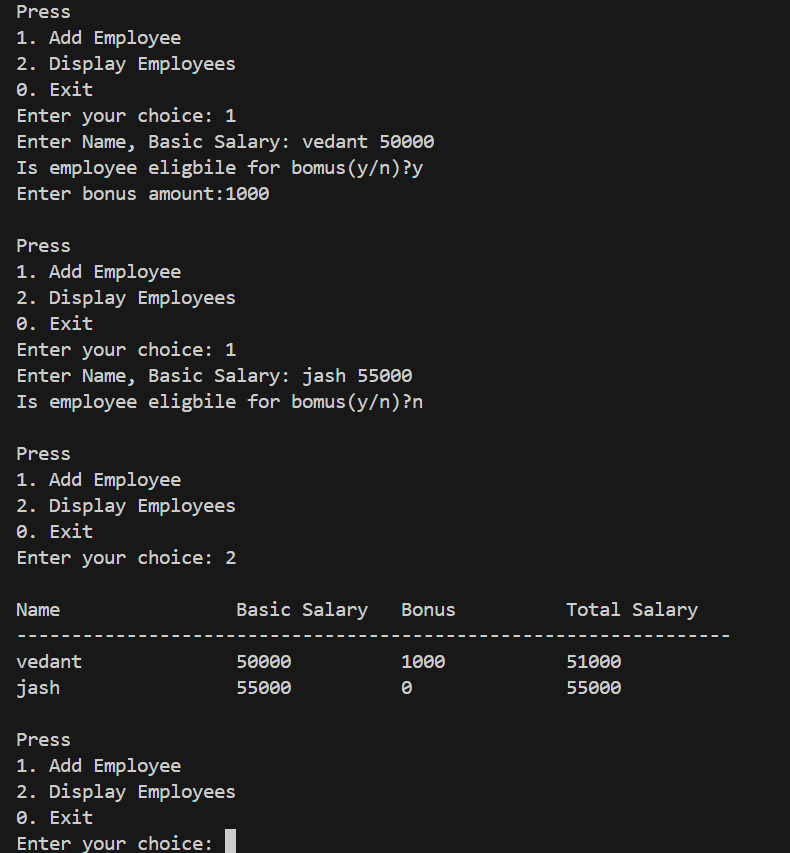 Press
1. Add Employee
2. Display Employees
0. Exit
Enter your choice: 1
Enter Name, Basic Salary: vedant 50000
Is employee eligbile for bomus(y/n)?y
Enter bonus amount:1000
Press
1. Add Employee
2. Display Employees
0. Exit
Enter your choice: 1
Enter Name, Basic Salary: jash 55000
Is employee eligbile for bomus(y/n)?n
Press
1. Add Employee
2. Display Employees
0. Exit
Enter your choice: 2
Name                Basic Salary   Bonus          Total Salary
-----------------------------------------------------------------
vedant              50000          1000           51000
jash                55000          0              55000
Press
1. Add Employee
2. Display Employees
0. Exit
Enter your choice: